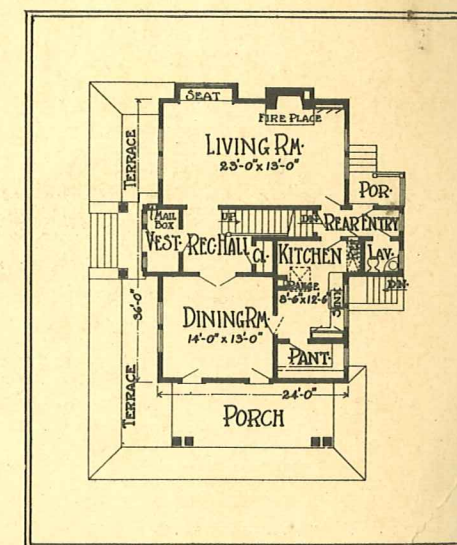 SEAT
FIRE PLACE
LIVING RM.
23'-0" x 13'-0"
TERRACE
POR.
MAIL
BOX
VEST.
REC. HALL
UP.
DN.
REAR ENTRY
CL.
KITCHEN
LAV.
RANGE
8'-6" x 12'-6"
SINK
DN.
36'-0"
DINING RM.
14'-0" x 13'-0"
PANT.
24'-0"
TERRACE
PORCH